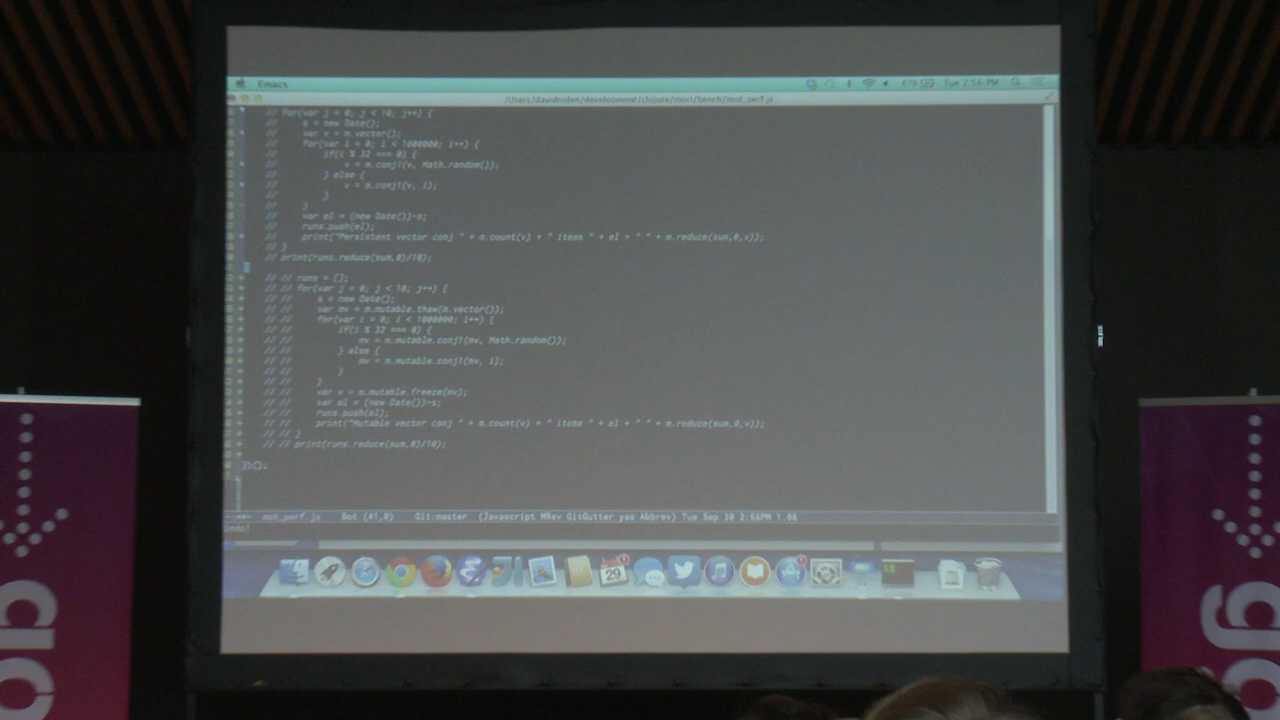 Emacs
67% Tue 2:56 PM
/Users/davidnolen/development/clojure/mori/bench/mut_perf.js
// for(var j = 0; j < 10; j++) {
//     s = new Date();
//     var v = m.vector();
//     for(var i = 0; i < 1000000; i++) {
//         if(i % 32 === 0) {
//             v = m.conj1(v, Math.random());
//         } else {
//             v = m.conj1(v, i);
//         }
//     }
//     var el = (new Date())-s;
//     runs.push(el);
//     print("Persistent vector conj " + m.count(v) + " items " + el + " " + m.reduce(sum,0,v));
// }
// print(runs.reduce(sum,0)/10);
// // runs = [];
// // for(var j = 0; j < 10; j++) {
// //     s = new Date();
// //     var mv = m.mutable.thaw(m.vector());
// //     for(var i = 0; i < 1000000; i++) {
// //         if(i % 32 === 0) {
// //             mv = m.mutable.conj1(mv, Math.random());
// //         } else {
// //             mv = m.mutable.conj1(mv, i);
// //         }
// //     }
// //     var v = m.mutable.freeze(mv);
// //     var el = (new Date())-s;
// //     runs.push(el);
// //     print("Mutable vector conj " + m.count(v) + " items " + el + " " + m.reduce(sum,0,v));
// // }
// // print(runs.reduce(sum,0)/10);
})();
mut_perf.js   Bot (41,0)   Git:master  (Javascript MRev GitGutter yas Abbrev) Tue Sep 30 2:56PM 1.08
Undo!
29